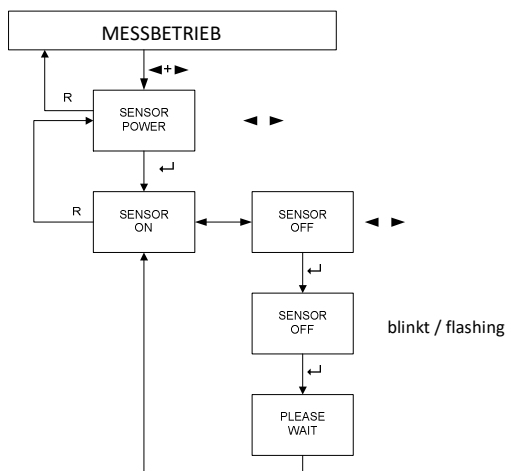 MESSBETRIEB
◄+►
R
SENSOR
POWER
◄ ►
↵
R
SENSOR
ON
SENSOR
OFF
◄ ►
↵
SENSOR
OFF
blinkt / flashing
↵
PLEASE
WAIT